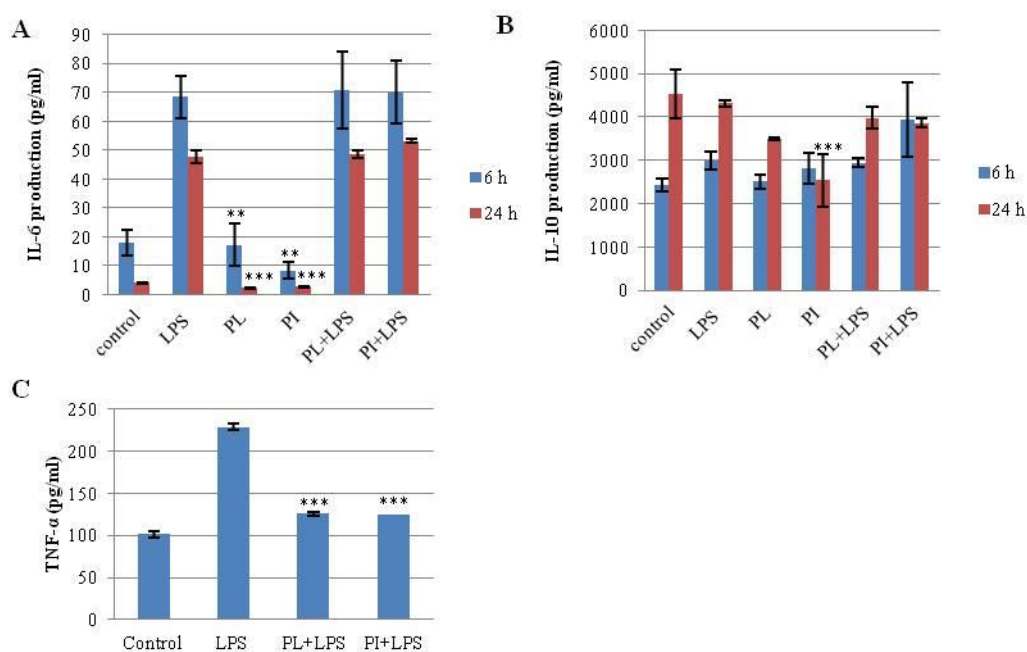 A
IL-6 production (pg/ml)
90
80
70
60
50
40
30
20
10
0
**
***
**
***
control
LPS
PL
PI
PL+LPS
PI+LPS
6 h
24 h
B
IL-10 production (pg/ml)
6000
5000
4000
3000
2000
1000
0
***
control
LPS
PL
PI
PL+LPS
PI+LPS
6 h
24 h
C
TNF-α (pg/ml)
250
200
150
100
50
0
***
***
Control
LPS
PL+LPS
PI+LPS